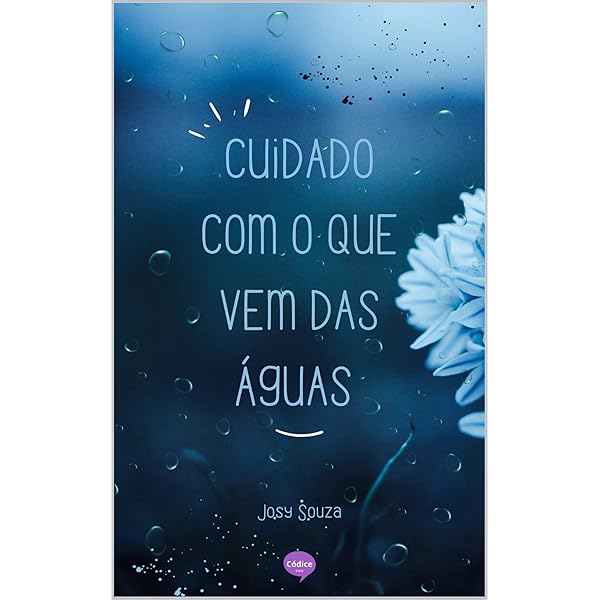 CUiDADO
COM O QUE
VEM DAS
ÁGUAS
Josy Souza
Códice